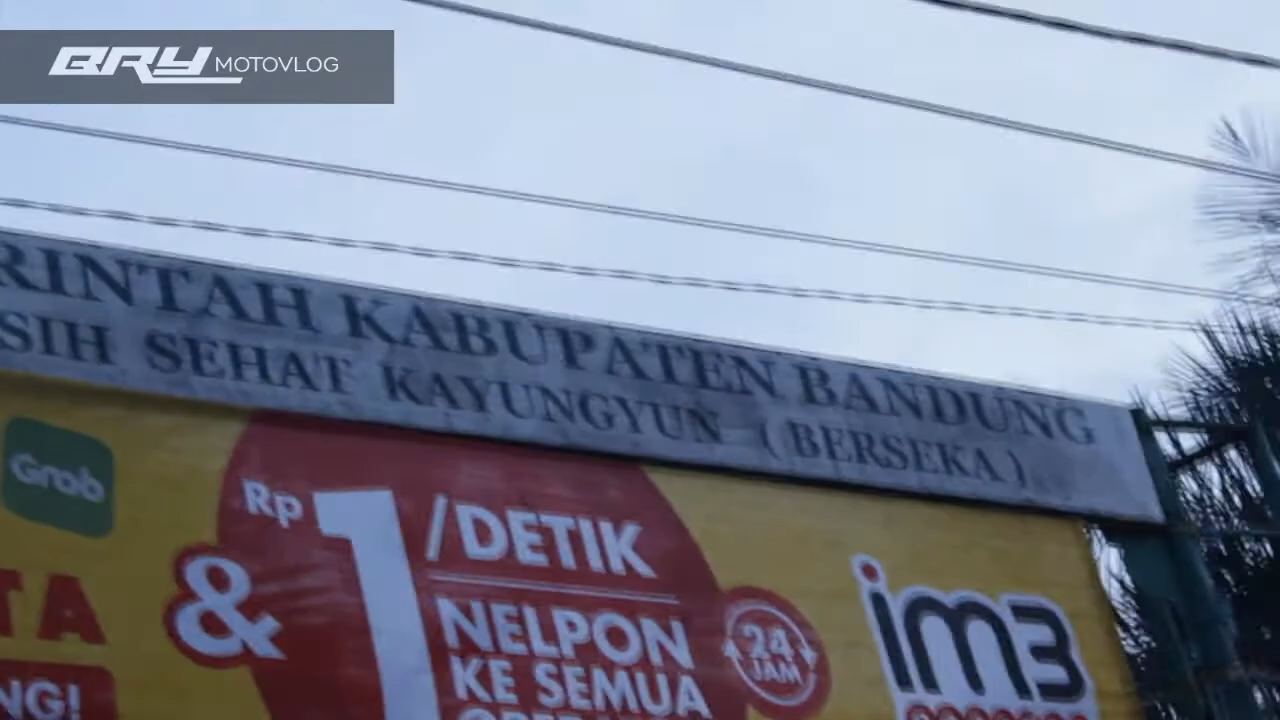 BRY MOTOVLOG
RINTAH KABUPATEN BANDUNG
SIH SEHAT KAYUNGYUN (BERSEKA)
Grab
Rp 1 /DETIK
TA &
NELPON
24 JAM
im3
KE SEMUA
NG!